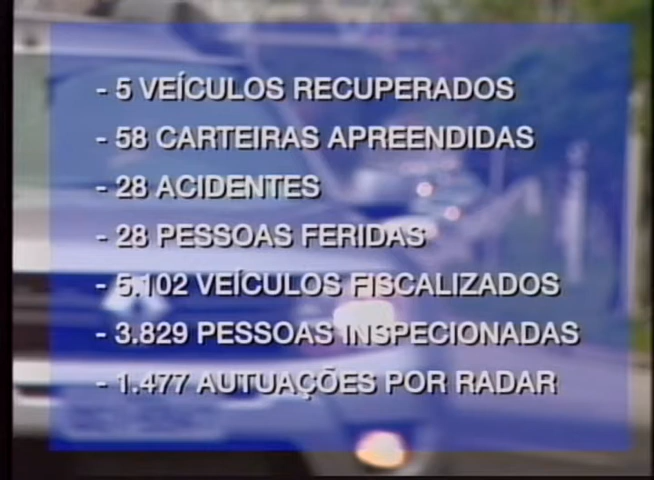 - 5 VEÍCULOS RECUPERADOS
- 58 CARTEIRAS APREENDIDAS
- 28 ACIDENTES
- 28 PESSOAS FERIDAS
- 5.102 VEÍCULOS FISCALIZADOS
- 3.829 PESSOAS INSPECIONADAS
- 1.477 AUTUAÇÕES POR RADAR